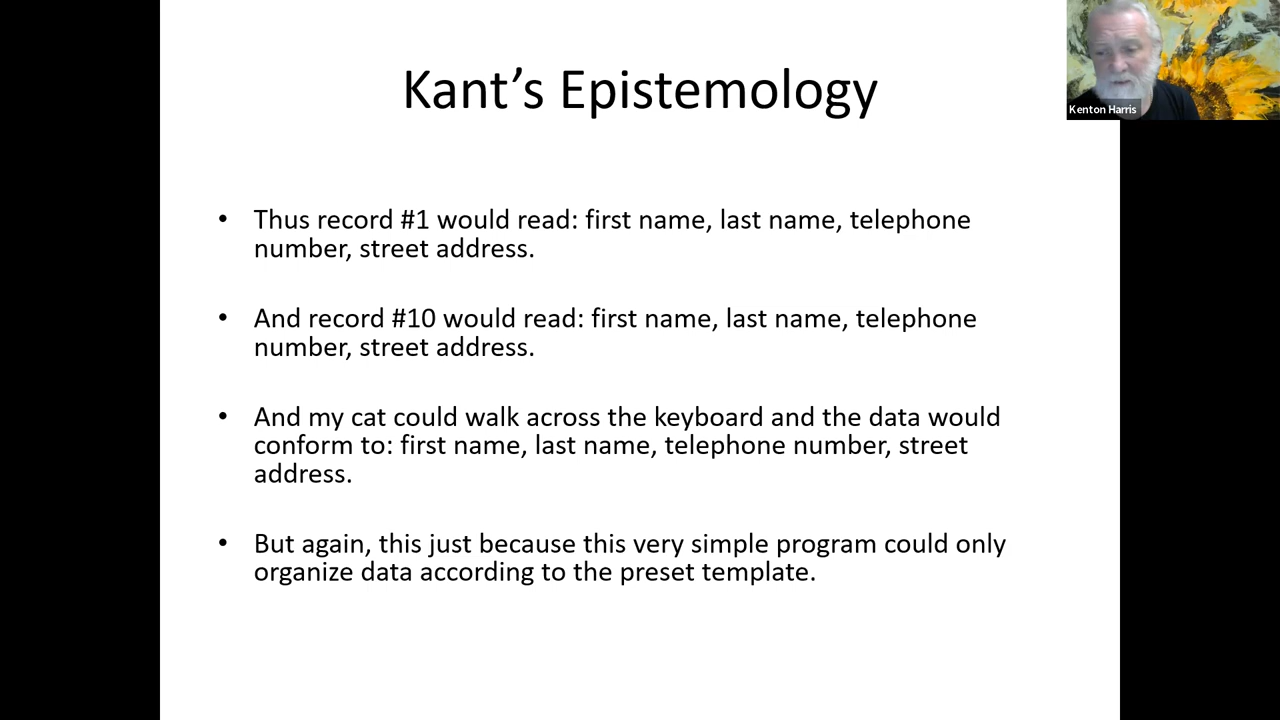 Kant's Epistemology
Kenton Harris
• Thus record #1 would read: first name, last name, telephone
number, street address.
• And record #10 would read: first name, last name, telephone
number, street address.
• And my cat could walk across the keyboard and the data would
conform to: first name, last name, telephone number, street
address.
• But again, this just because this very simple program could only
organize data according to the preset template.